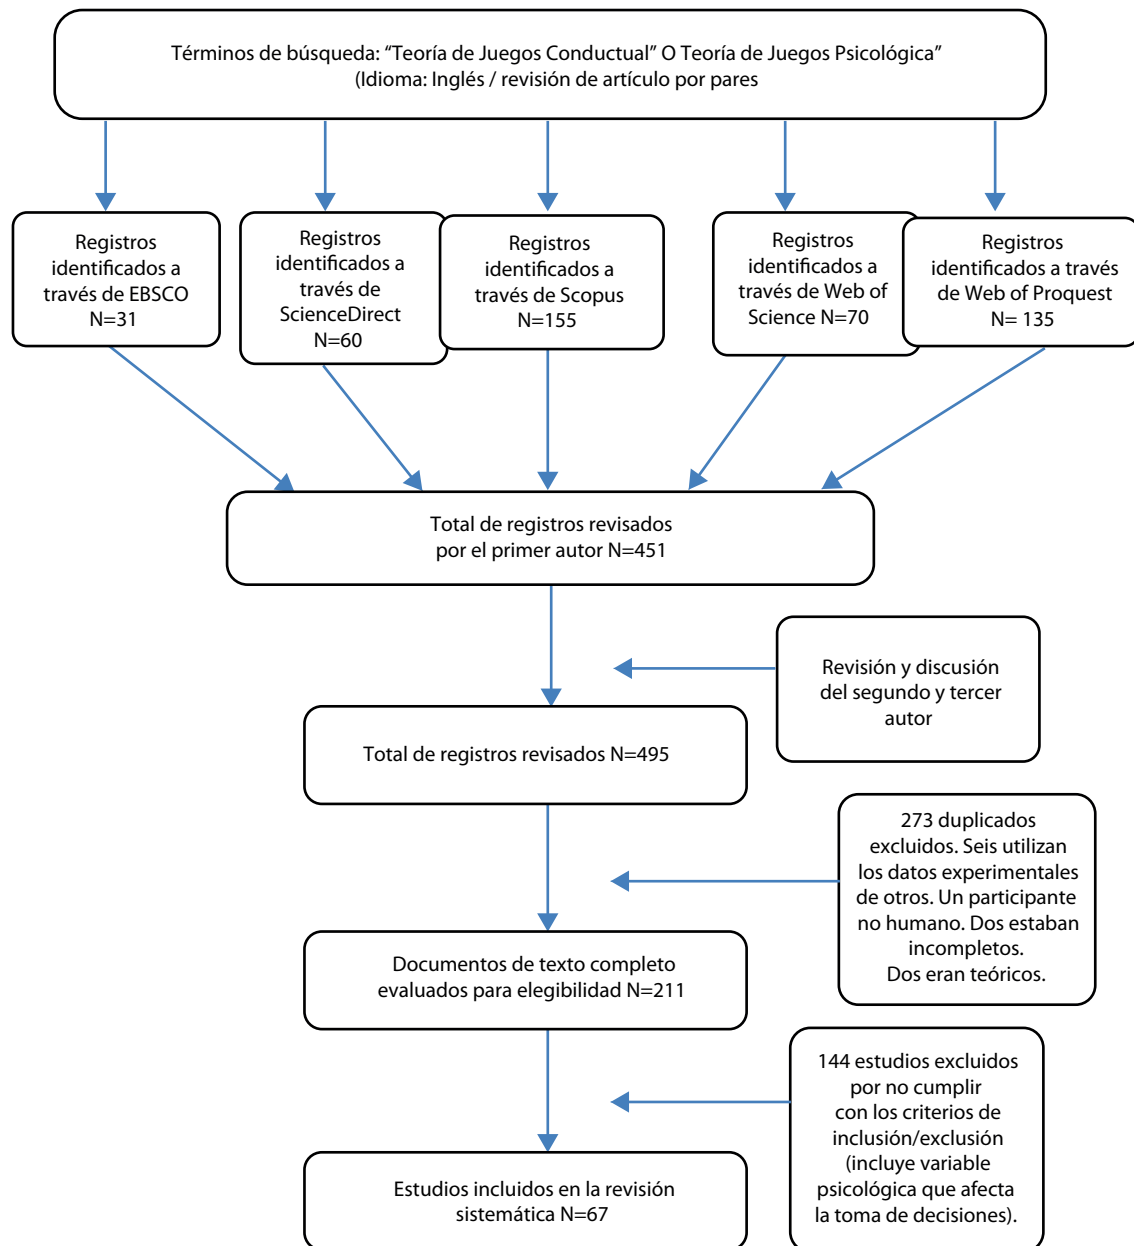 Términos de búsqueda: “Teoría de Juegos Conductual” O Teoría de Juegos Psicológica”
(Idioma: Inglés / revisión de artículo por pares
Registros
identificados a
través de EBSCO
N=31
Registros
identificados a
través de
ScienceDirect
N=60
Registros
identificados a
través de Scopus
N=155
Registros
identificados a
través de Web of
Science N=70
Registros
identificados a través
de Web of Proquest
N= 135
Total de registros revisados
por el primer autor N=451
Revisión y discusión
del segundo y tercer
autor
Total de registros revisados N=495
273 duplicados
excluidos. Seis utilizan
los datos experimentales
de otros. Un participante
no humano. Dos estaban
incompletos.
Dos eran teóricos.
Documentos de texto completo
evaluados para elegibilidad N=211
144 estudios excluidos
por no cumplir
con los criterios de
inclusión/exclusión
(incluye variable
psicológica que afecta
la toma de decisiones).
Estudios incluidos en la revisión
sistemática N=67